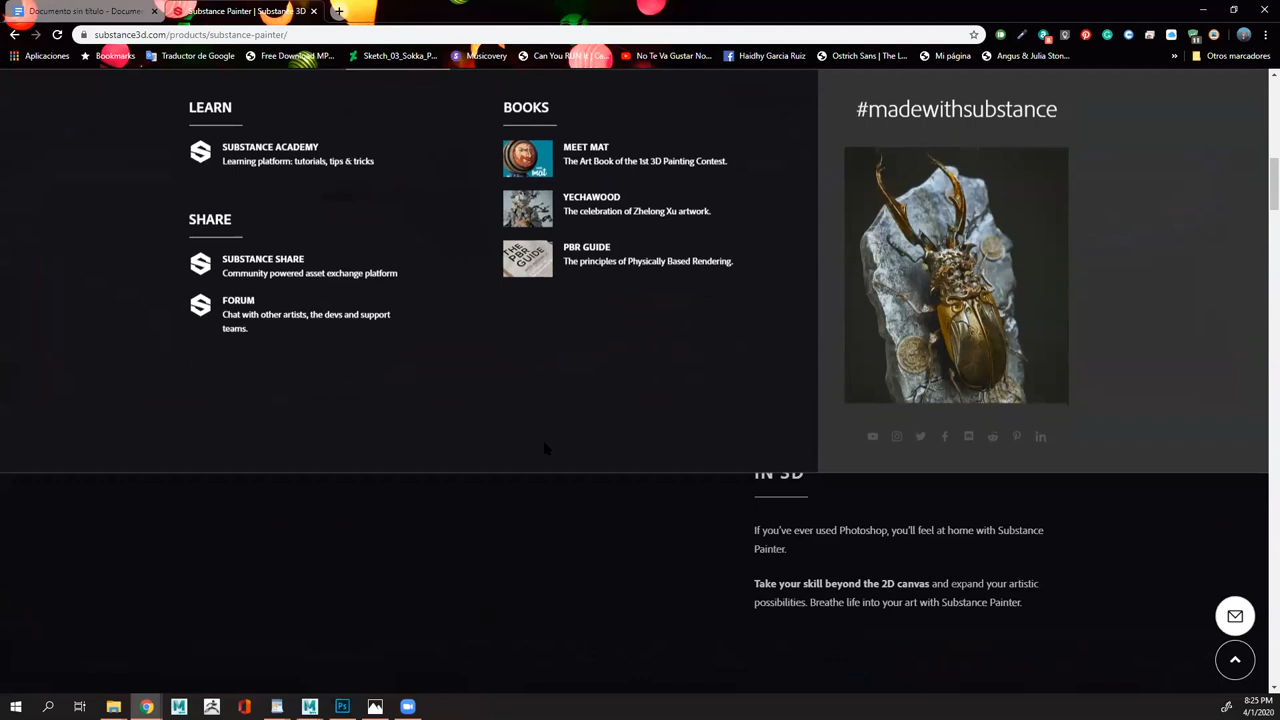 Documento sin título - Docume
Substance Painter | Substance 3D
substance3d.com/products/substance-painter/
Aplicaciones
Bookmarks
Traductor de Google
Free Download MP...
Sketch_03_Sokka_P...
Musicovery
Can You RUN It | Ca...
No Te Va Gustar No...
Haidhy Garcia Ruiz
Ostrich Sans | The L...
Mi página
Angus & Julia Ston...
»
Otros marcadores
LEARN
SUBSTANCE ACADEMY
Learning platform: tutorials, tips & tricks
SHARE
SUBSTANCE SHARE
Community powered asset exchange platform
FORUM
Chat with other artists, the devs and support
teams.
BOOKS
MEET MAT
The Art Book of the 1st 3D Painting Contest.
YECHAWOOD
The celebration of Zhelong Xu artwork.
THE
PBR
GUIDE
PBR GUIDE
The principles of Physically Based Rendering.
#madewithsubstance
IN 3D
If you've ever used Photoshop, you'll feel at home with Substance
Painter.
Take your skill beyond the 2D canvas and expand your artistic
possibilities. Breathe life into your art with Substance Painter.
8:25 PM
4/1/2020